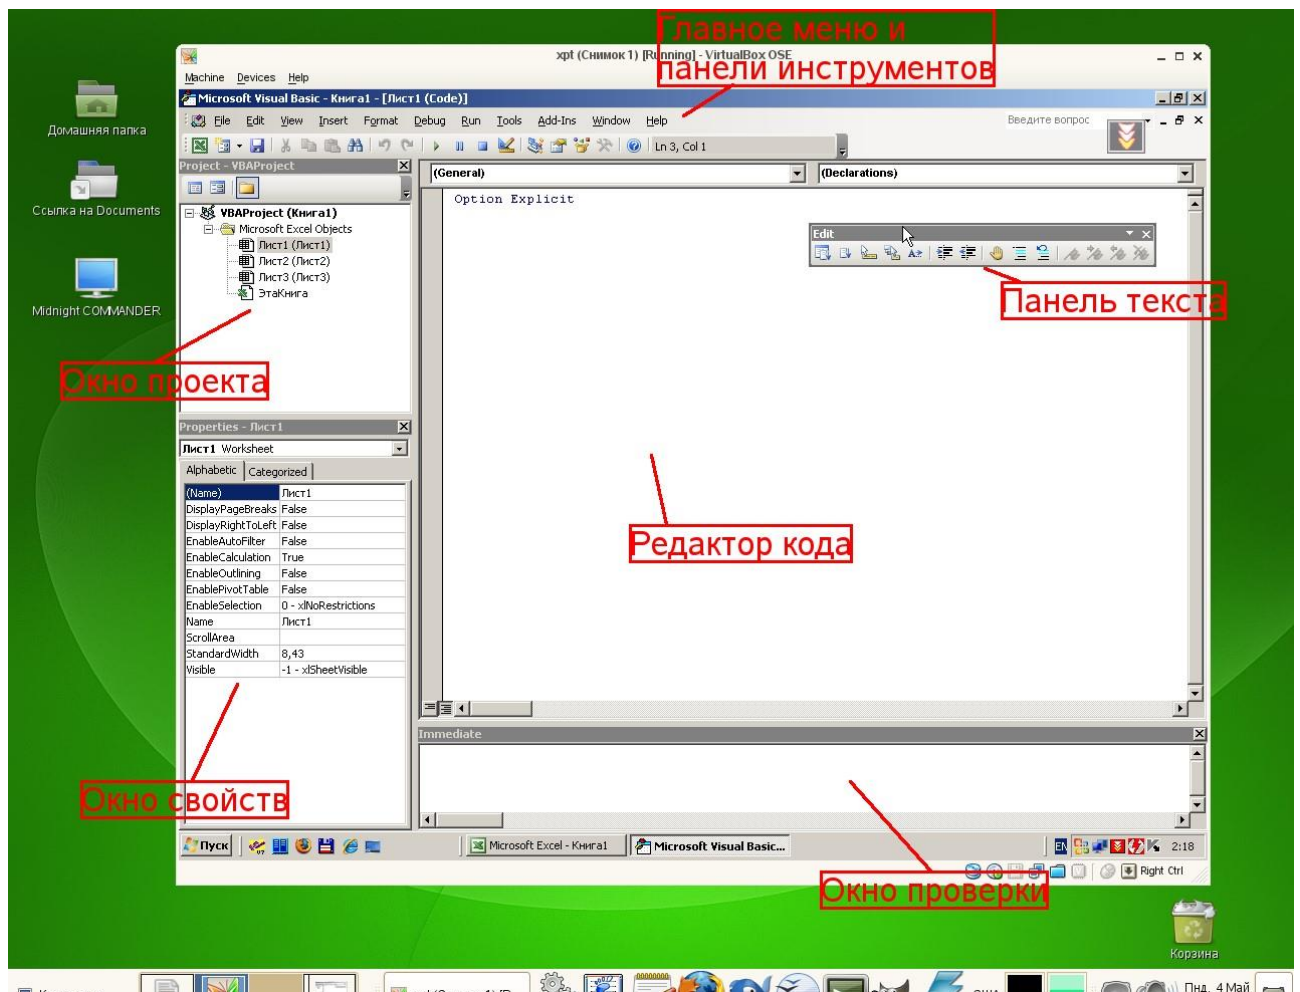 Главное меню и
панели инструментов
xpt (Снимок 1) [Running] - VirtualBox OSE
Machine Devices Help
Microsoft Visual Basic - Книга1 - [Лист1 (Code)]
File Edit View Insert Format Debug Run Tools Add-Ins Window Help
Введите вопрос
Ln 3, Col 1
Домашняя папка
Ссылка на Documents
Midnight COMMANDER
Project - VBAProject
VBAProject (Книга1)
Microsoft Excel Objects
Лист1 (Лист1)
Лист2 (Лист2)
Лист3 (Лист3)
ЭтаКнига
Окно проекта
(General)
(Declarations)
Option Explicit
Edit
Панель текста
Редактор кода
Properties - Лист1
Лист1 Worksheet
Alphabetic Categorized
(Name) Лист1
DisplayPageBreaks False
DisplayRightToLeft False
EnableAutoFilter False
EnableCalculation True
EnableOutlining False
EnablePivotTable False
EnableSelection 0 - xlNoRestrictions
Name Лист1
ScrollArea
StandardWidth 8,43
Visible -1 - xlSheetVisible
Окно свойств
Immediate
Окно проверки
Пуск
Microsoft Excel - Книга1
Microsoft Visual Basic...
EN
2:18
Right Ctrl
Корзина
Пнд, 4 Май